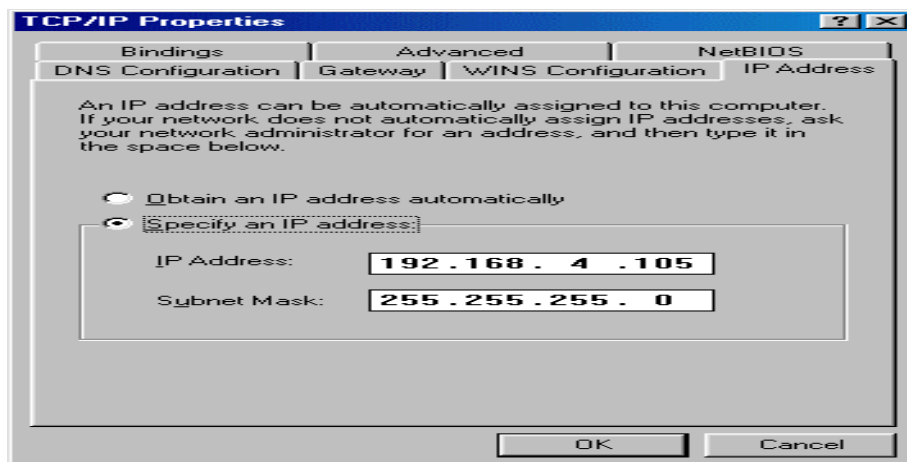 TCP/IP Properties
Bindings Advanced NetBIOS
DNS Configuration Gateway WINS Configuration IP Address
An IP address can be automatically assigned to this computer.
If your network does not automatically assign IP addresses, ask
your network administrator for an address, and then type it in
the space below.
Obtain an IP address automatically
Specify an IP address:
IP Address: 192.168. 4 .105
Subnet Mask: 255.255.255. 0
OK Cancel